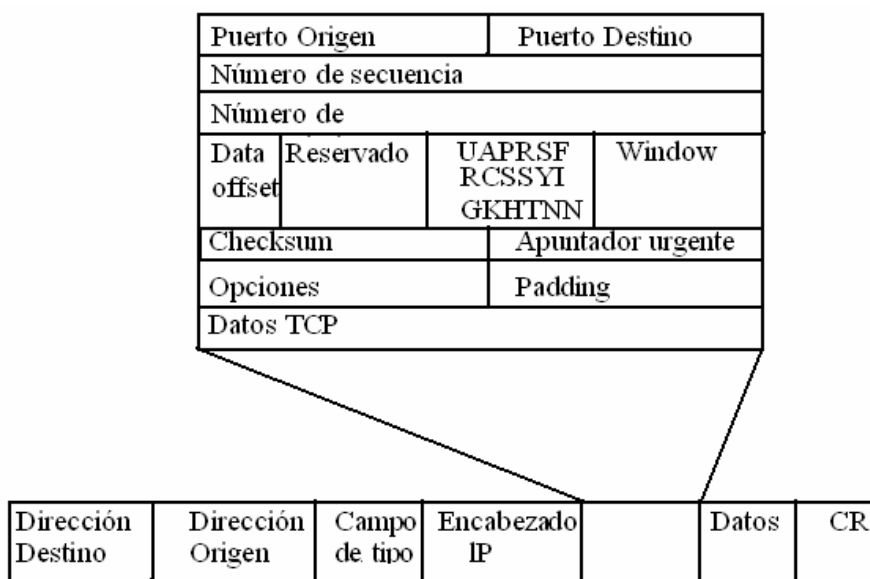 Puerto Origen Puerto Destino
Número de secuencia
Número de
Data offset Reservado UAPRSF Window
RCSSYI
GKHTNN
Checksum Apuntador urgente
Opciones Padding
Datos TCP
Dirección Dirección Campo Encabezado Datos CR
Destino Origen de tipo IP